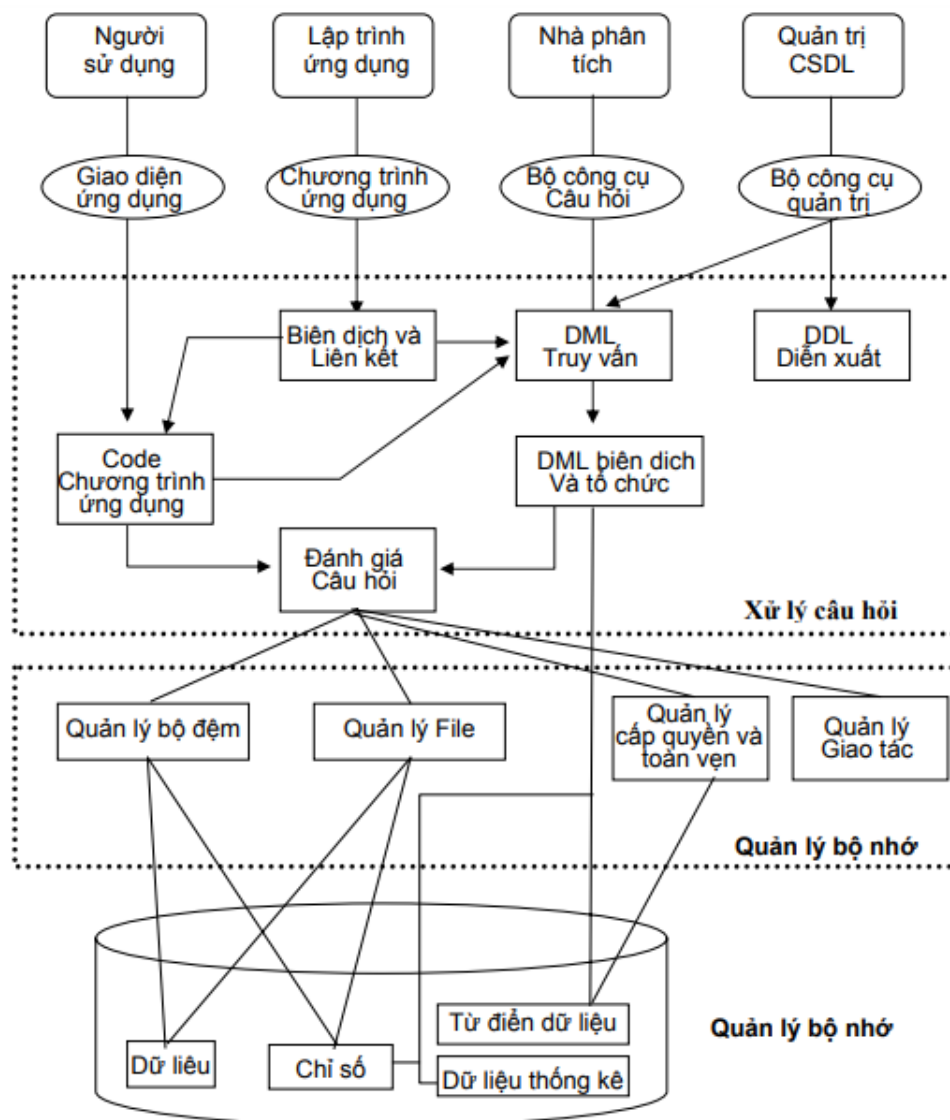 Người
sử dụng
Lập trình
ứng dụng
Nhà phân
tích
Quản trị
CSDL
Giao diện
ứng dụng
Chương trình
ứng dụng
Bộ công cụ
Câu hỏi
Bộ công cụ
quản trị
Biên dịch và
Liên kết
DML
Truy vấn
DDL
Diễn xuất
Code
Chương trình
ứng dụng
DML biên dich
Và tổ chức
Đánh giá
Câu hỏi
Xử lý câu hỏi
Quản lý bộ đệm
Quản lý File
Quản lý
cấp quyền và
toàn vẹn
Quản lý
Giao tác
Quản lý bộ nhớ
Từ điển dữ liệu
Quản lý bộ nhớ
Dữ liêu
Chỉ số
Dữ liệu thống kê